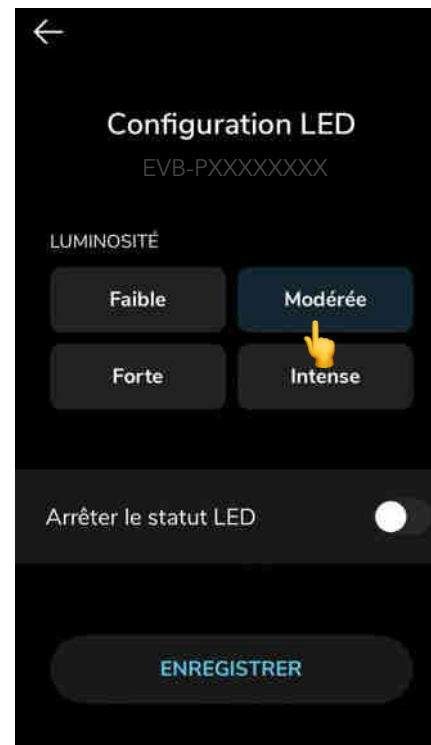 Configuration LED
EVB-PXXXXXXXX
LUMINOSITÉ
Faible Modérée
Forte Intense
Arrêter le statut LED
ENREGISTRER